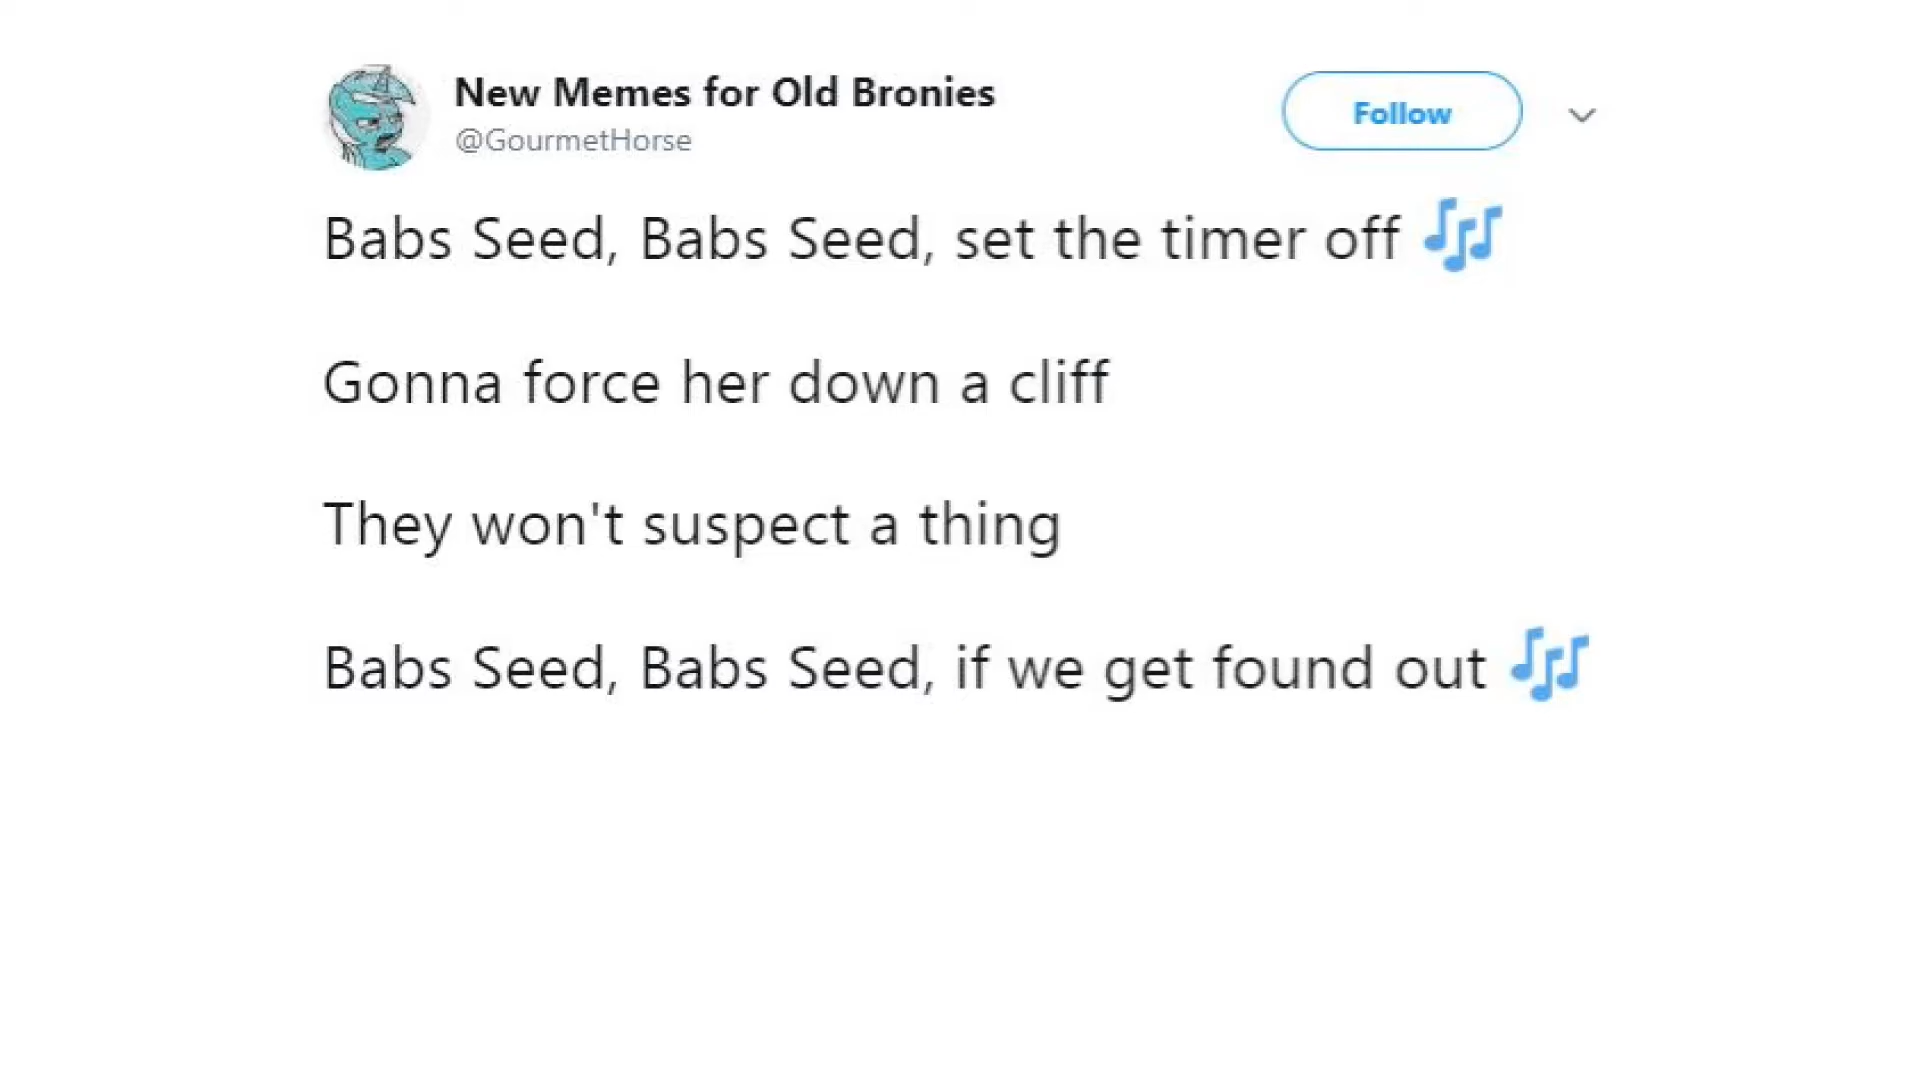 New Memes for Old Bronies
@GourmetHorse
Follow
Babs Seed, Babs Seed, set the timer off 🎶
Gonna force her down a cliff
They won't suspect a thing
Babs Seed, Babs Seed, if we get found out 🎶